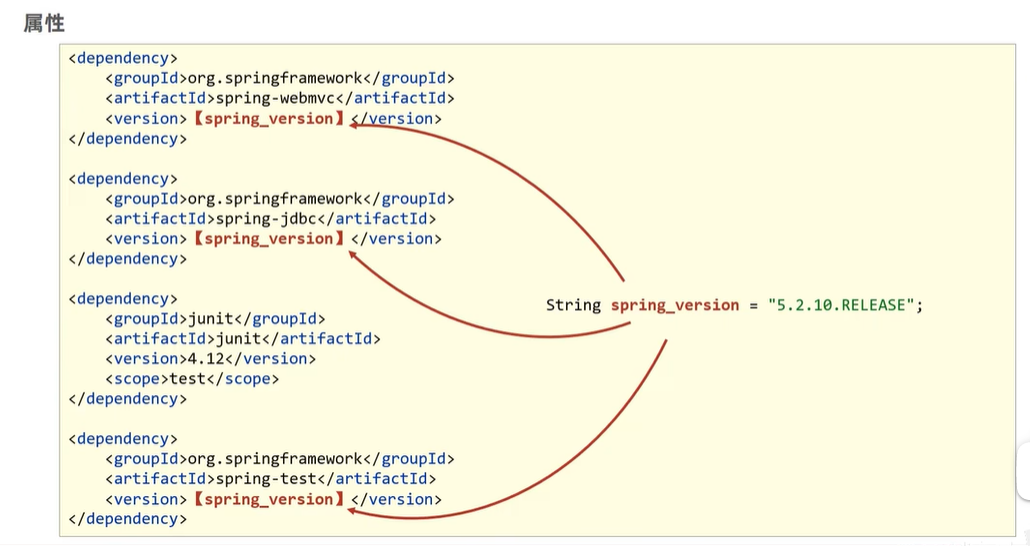 属性
<dependency>
    <groupId>org.springframework</groupId>
    <artifactId>spring-webmvc</artifactId>
    <version>【spring_version】</version>
</dependency>
<dependency>
    <groupId>org.springframework</groupId>
    <artifactId>spring-jdbc</artifactId>
    <version>【spring_version】</version>
</dependency>
<dependency>
    <groupId>junit</groupId>
    <artifactId>junit</artifactId>
    <version>4.12</version>
    <scope>test</scope>
</dependency>
<dependency>
    <groupId>org.springframework</groupId>
    <artifactId>spring-test</artifactId>
    <version>【spring_version】</version>
</dependency>
String spring_version = "5.2.10.RELEASE";